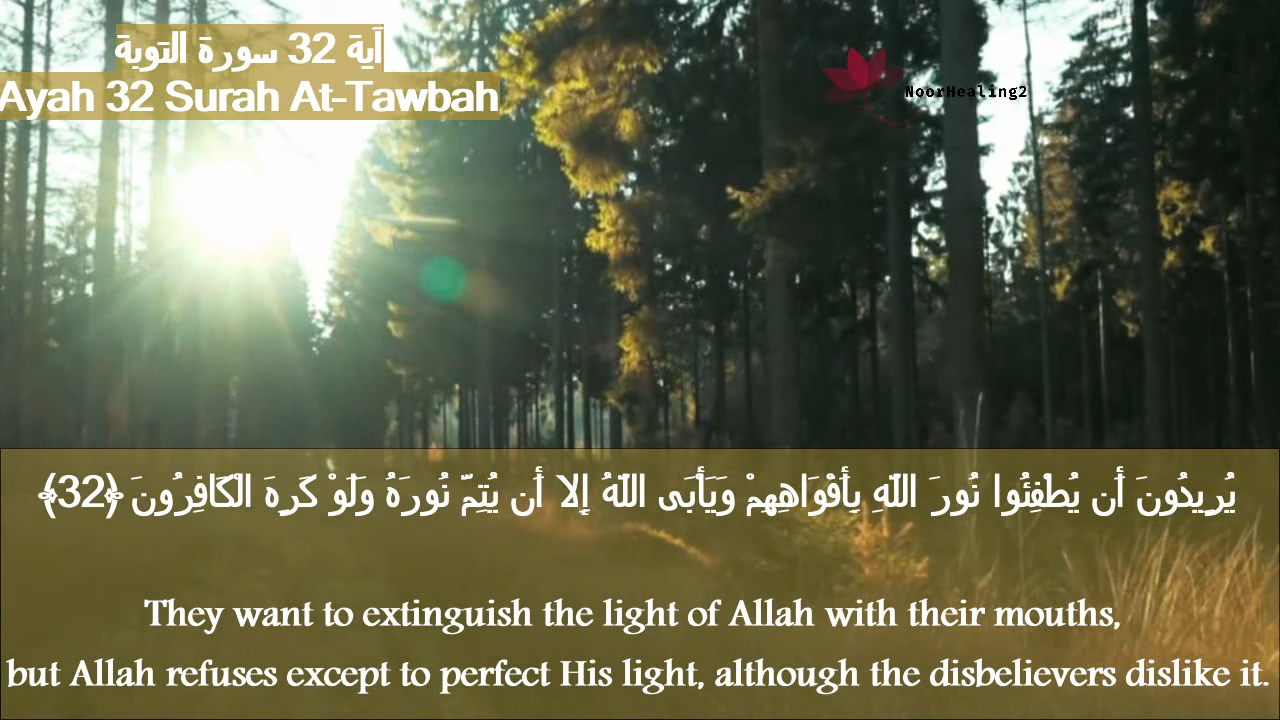 آية 32 سورة التوبة
Ayah 32 Surah At-Tawbah
NoorHealing2
يُرِيدُونَ أَن يُطْفِئُوا نُورَ اللَّهِ بِأَفْوَاهِهِمْ وَيَأْبَى اللَّهُ إِلا أَن يُتِمَّ نُورَهُ وَلَوْ كَرِهَ الْكَافِرُونَ ﴿32﴾
They want to extinguish the light of Allah with their mouths,
but Allah refuses except to perfect His light, although the disbelievers dislike it.